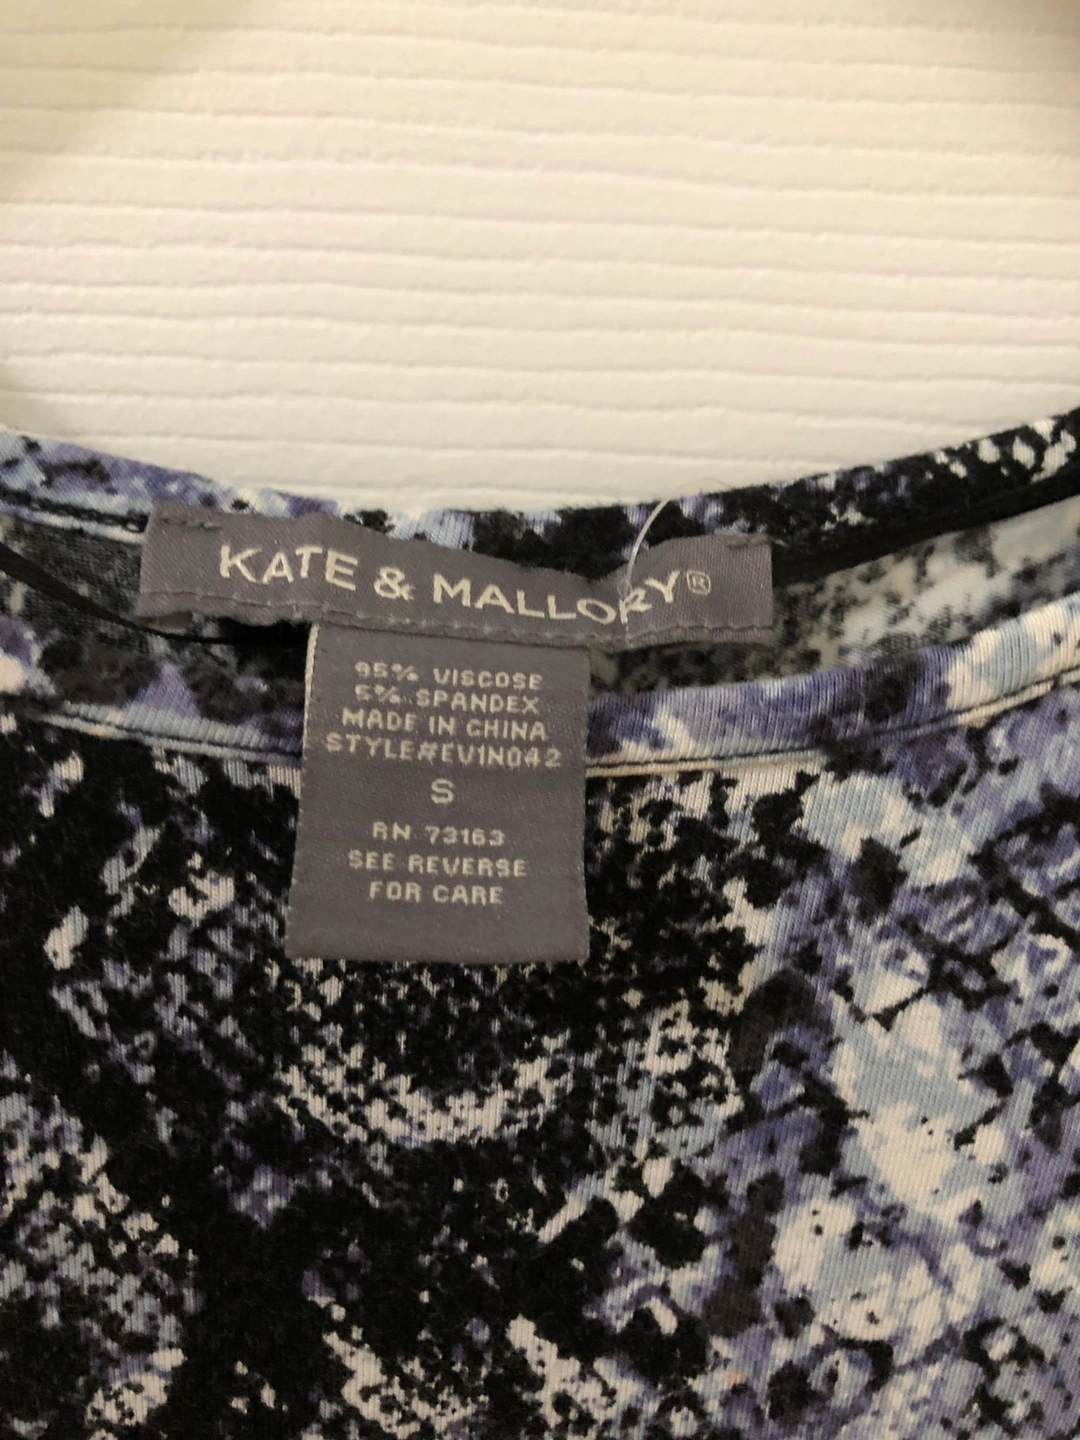 KATE & MALLORY®
95% VISCOSE
5% SPANDEX
MADE IN CHINA
STYLE#EV1N042
S
RN 73163
SEE REVERSE
FOR CARE